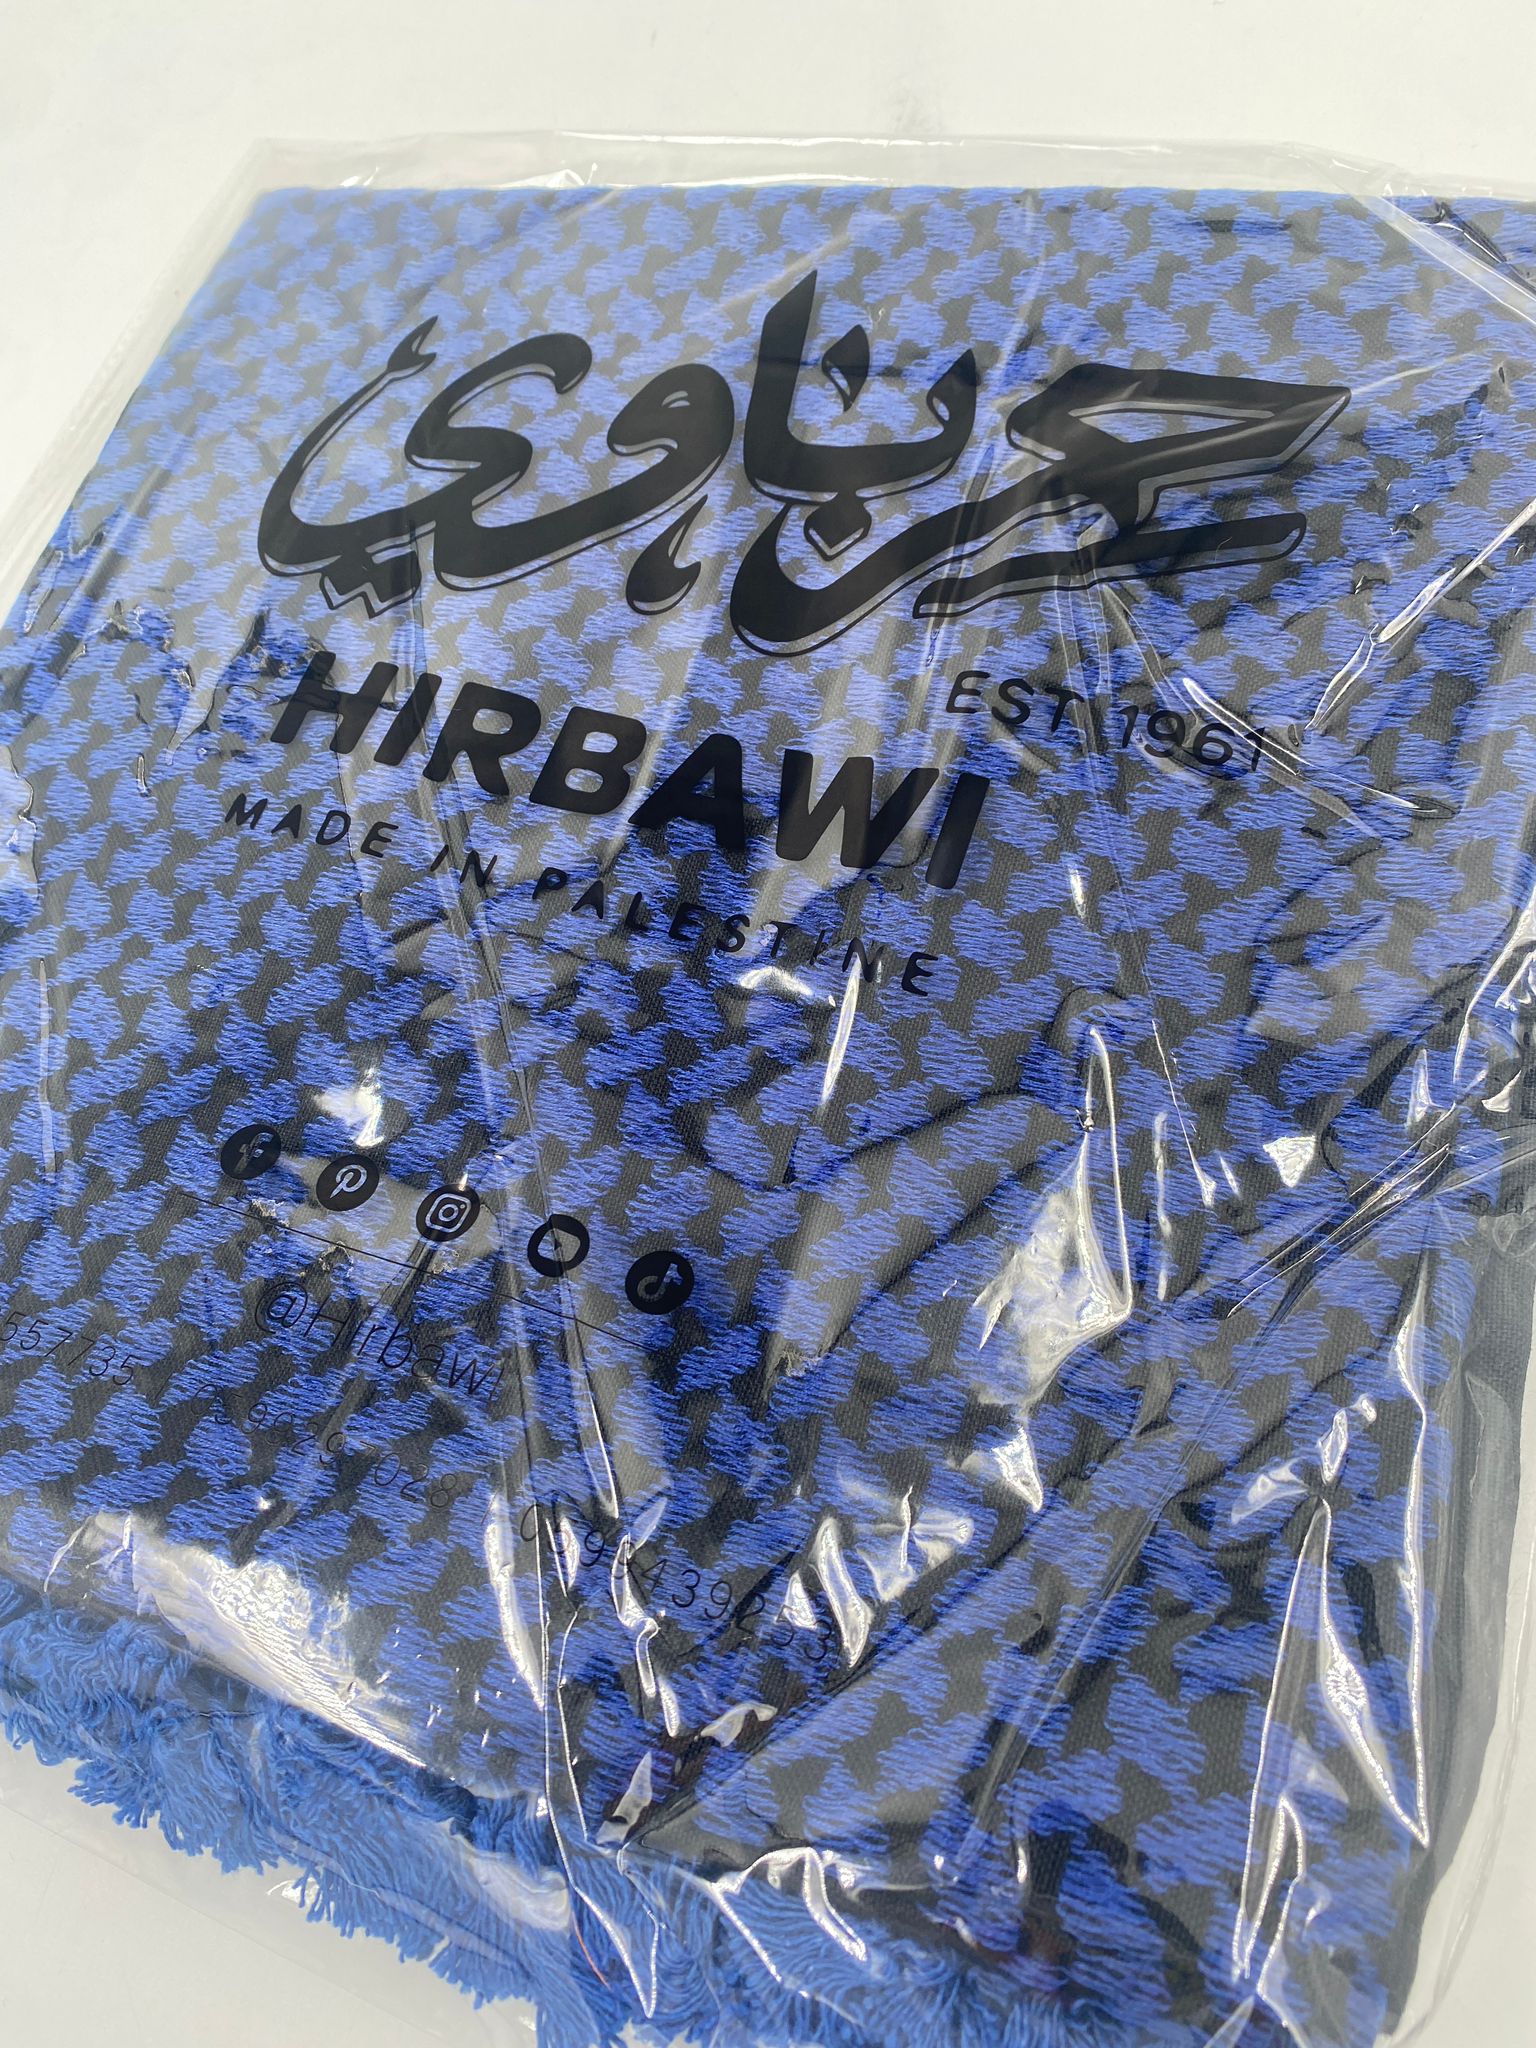 حرباوي
HIRBAWI
EST 1961
MADE IN PALESTINE
@Hirbawi